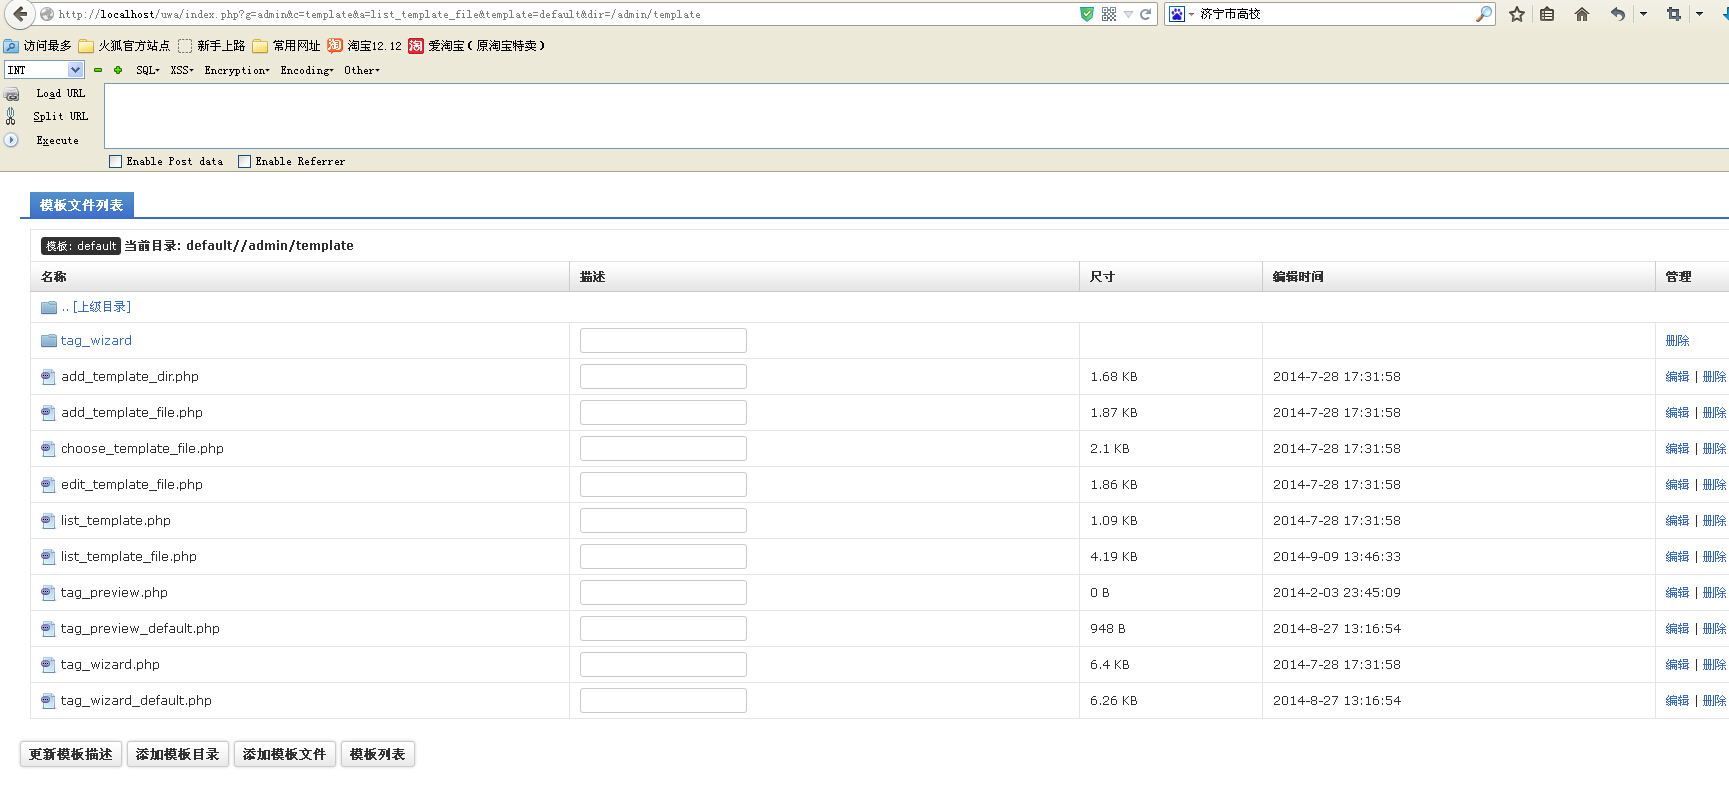 http://localhost/uwa/index.php?g=admin&c=template&a=list_template_file&template=default&dir=/admin/template 济宁市高校
访问最多 火狐官方站点 新手上路 常用网址 淘 淘宝12.12 淘 爱淘宝（原淘宝特卖）
INT SQL XSS Encryption Encoding Other
Load URL
Split URL
Execute
Enable Post data Enable Referrer
模板文件列表
模板: default 当前目录: default//admin/template
名称 描述 尺寸 编辑时间 管理
.. [上级目录]
tag_wizard 删除
add_template_dir.php 1.68 KB 2014-7-28 17:31:58 编辑 | 删除
add_template_file.php 1.87 KB 2014-7-28 17:31:58 编辑 | 删除
choose_template_file.php 2.1 KB 2014-7-28 17:31:58 编辑 | 删除
edit_template_file.php 1.86 KB 2014-7-28 17:31:58 编辑 | 删除
list_template.php 1.09 KB 2014-7-28 17:31:58 编辑 | 删除
list_template_file.php 4.19 KB 2014-9-09 13:46:33 编辑 | 删除
tag_preview.php 0 B 2014-2-03 23:45:09 编辑 | 删除
tag_preview_default.php 948 B 2014-8-27 13:16:54 编辑 | 删除
tag_wizard.php 6.4 KB 2014-7-28 17:31:58 编辑 | 删除
tag_wizard_default.php 6.26 KB 2014-8-27 13:16:54 编辑 | 删除
更新模板描述 添加模板目录 添加模板文件 模板列表